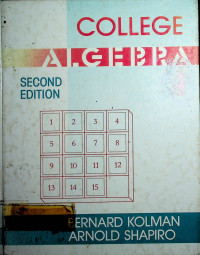 COLLEGE
ALGEBRA
SECOND
EDITION
1 2 3 4
5 6 7 8
9 10 11 12
13 14 15
BERNARD KOLMAN
ARNOLD SHAPIRO